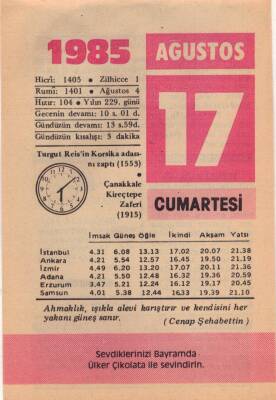 1985
AĞUSTOS
17
CUMARTESİ
Hicrî: 1405 • Zilhicce 1
Rumî: 1401 • Ağustos 4
Hızır: 104 • Yılın 229. günü
Gecenin devamı: 10 s. 01 d.
Gündüzün devamı: 13 s.59d.
Gündüzün kısalışı: 3 dakika
Turgut Reis'in Korsika adası-
nı zaptı (1553)
•
Çanakkale
Kireçtepe
Zaferi
(1915)
İmsak Güneş Öğle İkindi Akşam Yatsı
İstanbul 4.31 6.08 13.13 17.02 20.07 21.38
Ankara 4.21 5.54 12.57 16.45 19.50 21.19
İzmir 4.49 6.20 13.20 17.07 20.11 21.36
Adana 4.21 5.50 12.48 16.32 19.36 20.59
Erzurum 3.47 5.21 12.24 16.12 19.17 20.45
Samsun 4.01 5.38 12.44 16.33 19.39 21.10
Ahmaklık, ışıkla alevi karıştırır ve kendisini her
yakanı güneş sanır.
( Cenap Şehabettin )
Sevdiklerinizi Bayramda
Ülker Çikolata ile sevindirin.